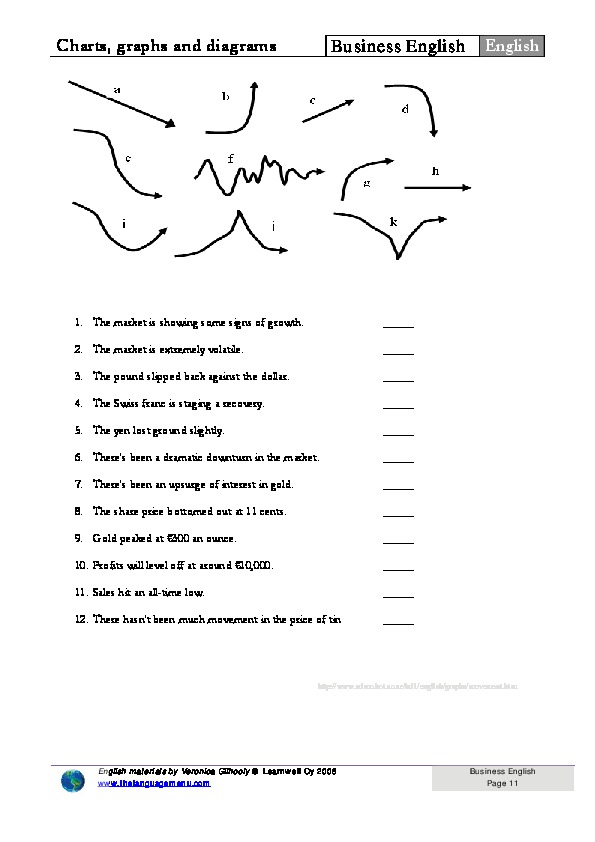 Charts, graphs and diagrams
Business English
English
a
b
c
d
e
f
g
h
i
j
k
1. The market is showing some signs of growth. _____
2. The market is extremely volatile. _____
3. The pound slipped back against the dollar. _____
4. The Swiss franc is staging a recovery. _____
5. The yen lost ground slightly. _____
6. There's been a dramatic downturn in the market. _____
7. There's been an upsurge of interest in gold. _____
8. The share price bottomed out at 11 cents. _____
9. Gold peaked at €300 an ounce. _____
10. Profits will level off at around €10,000. _____
11. Sales hit an all-time low. _____
12. There hasn't been much movement in the price of tin _____
English materials by Veronica Gilhooly © Learnwell Oy 2006
www.thelanguagemenu.com
Business English
Page 11